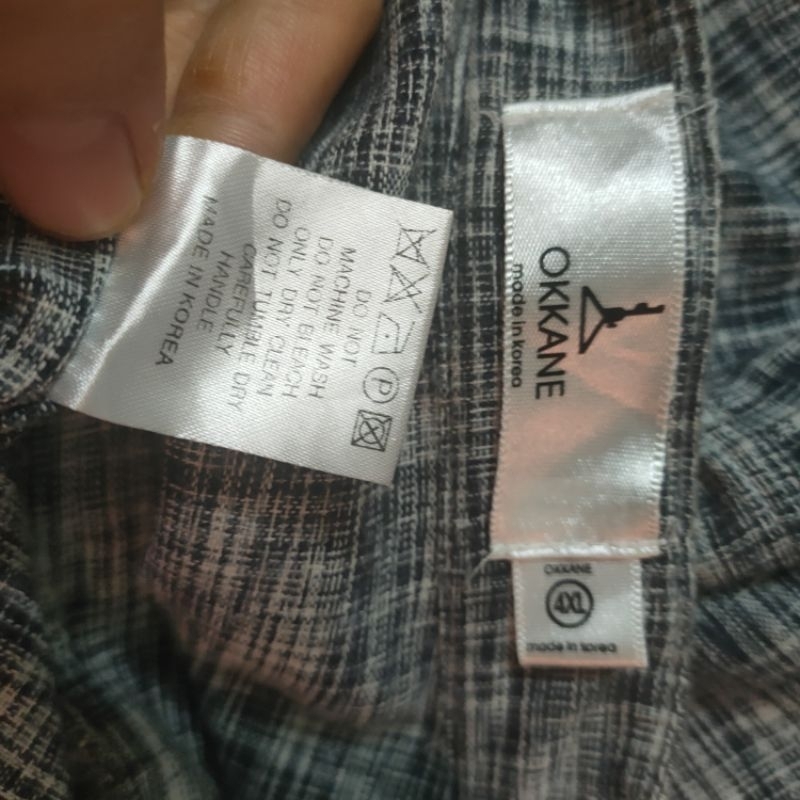 DO NOT
MACHINE WASH
DO NOT BLEACH
ONLY DRY CLEAN
DO NOT TUMBLE DRY
CAREFULLY
HANDLE
MADE IN KOREA
P
OKKANE
made in korea
OKKANE
4XL
made in korea